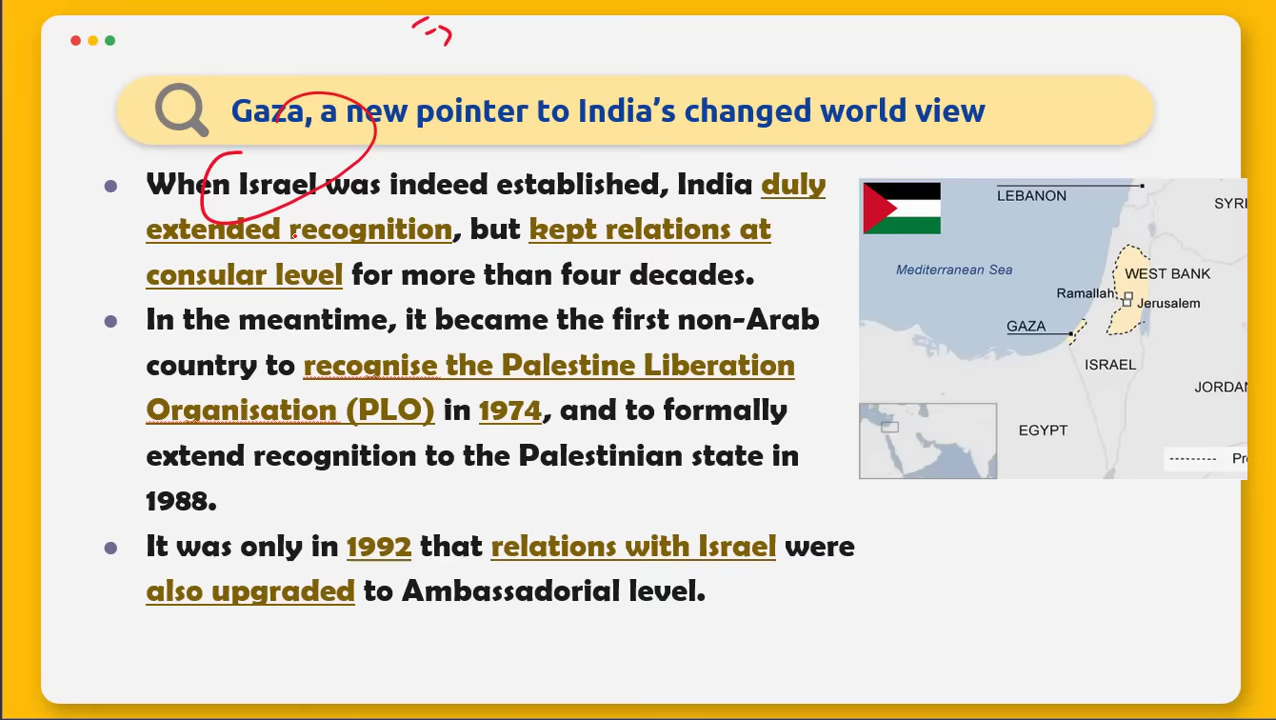 Gaza, a new pointer to India's changed world view
When Israel was indeed established, India duly
extended recognition, but kept relations at
consular level for more than four decades.
In the meantime, it became the first non-Arab
country to recognise the Palestine Liberation
Organisation (PLO) in 1974, and to formally
extend recognition to the Palestinian state in
1988.
It was only in 1992 that relations with Israel were
also upgraded to Ambassadorial level.
LEBANON
Mediterranean Sea
WEST BANK
Ramallah
Jerusalem
GAZA
ISRAEL
EGYPT